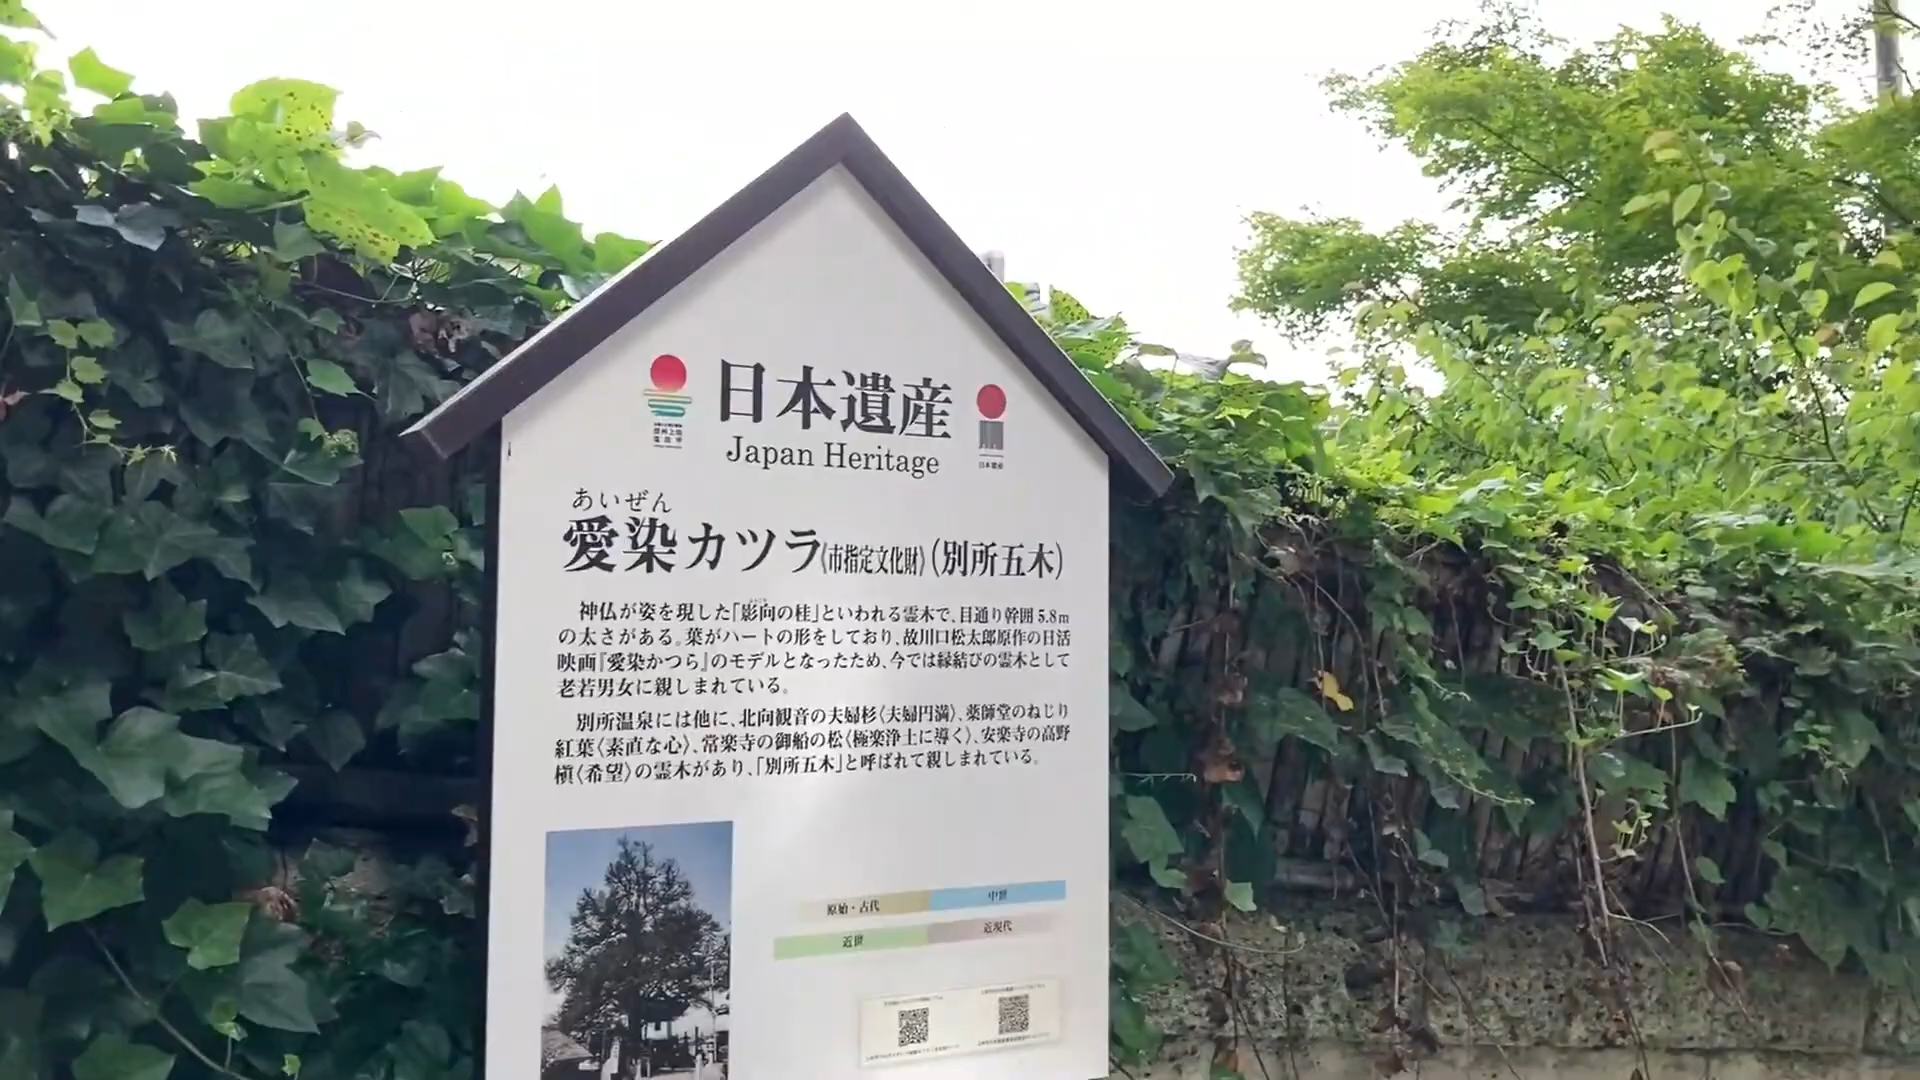 日本遺産
Japan Heritage
日本遺産
あいぜん
愛染カツラ《市指定文化財》(別所五木)
神仏が姿を現した「影向の桂」といわれる霊木で、目通り幹囲5.8m
の太さがある。葉がハートの形をしており、故川口松太郎原作の日活
映画『愛染かつら』のモデルとなったため、今では縁結びの霊木として
老若男女に親しまれている。
別所温泉には他に、北向観音の夫婦杉〈夫婦円満〉、薬師堂のねじり
紅葉〈素直な心〉、常楽寺の御船の松〈極楽浄土に導く〉、安楽寺の高野
槇〈希望〉の霊木があり、「別所五木」と呼ばれて親しまれている。
原始・古代
中世
近世
近現代